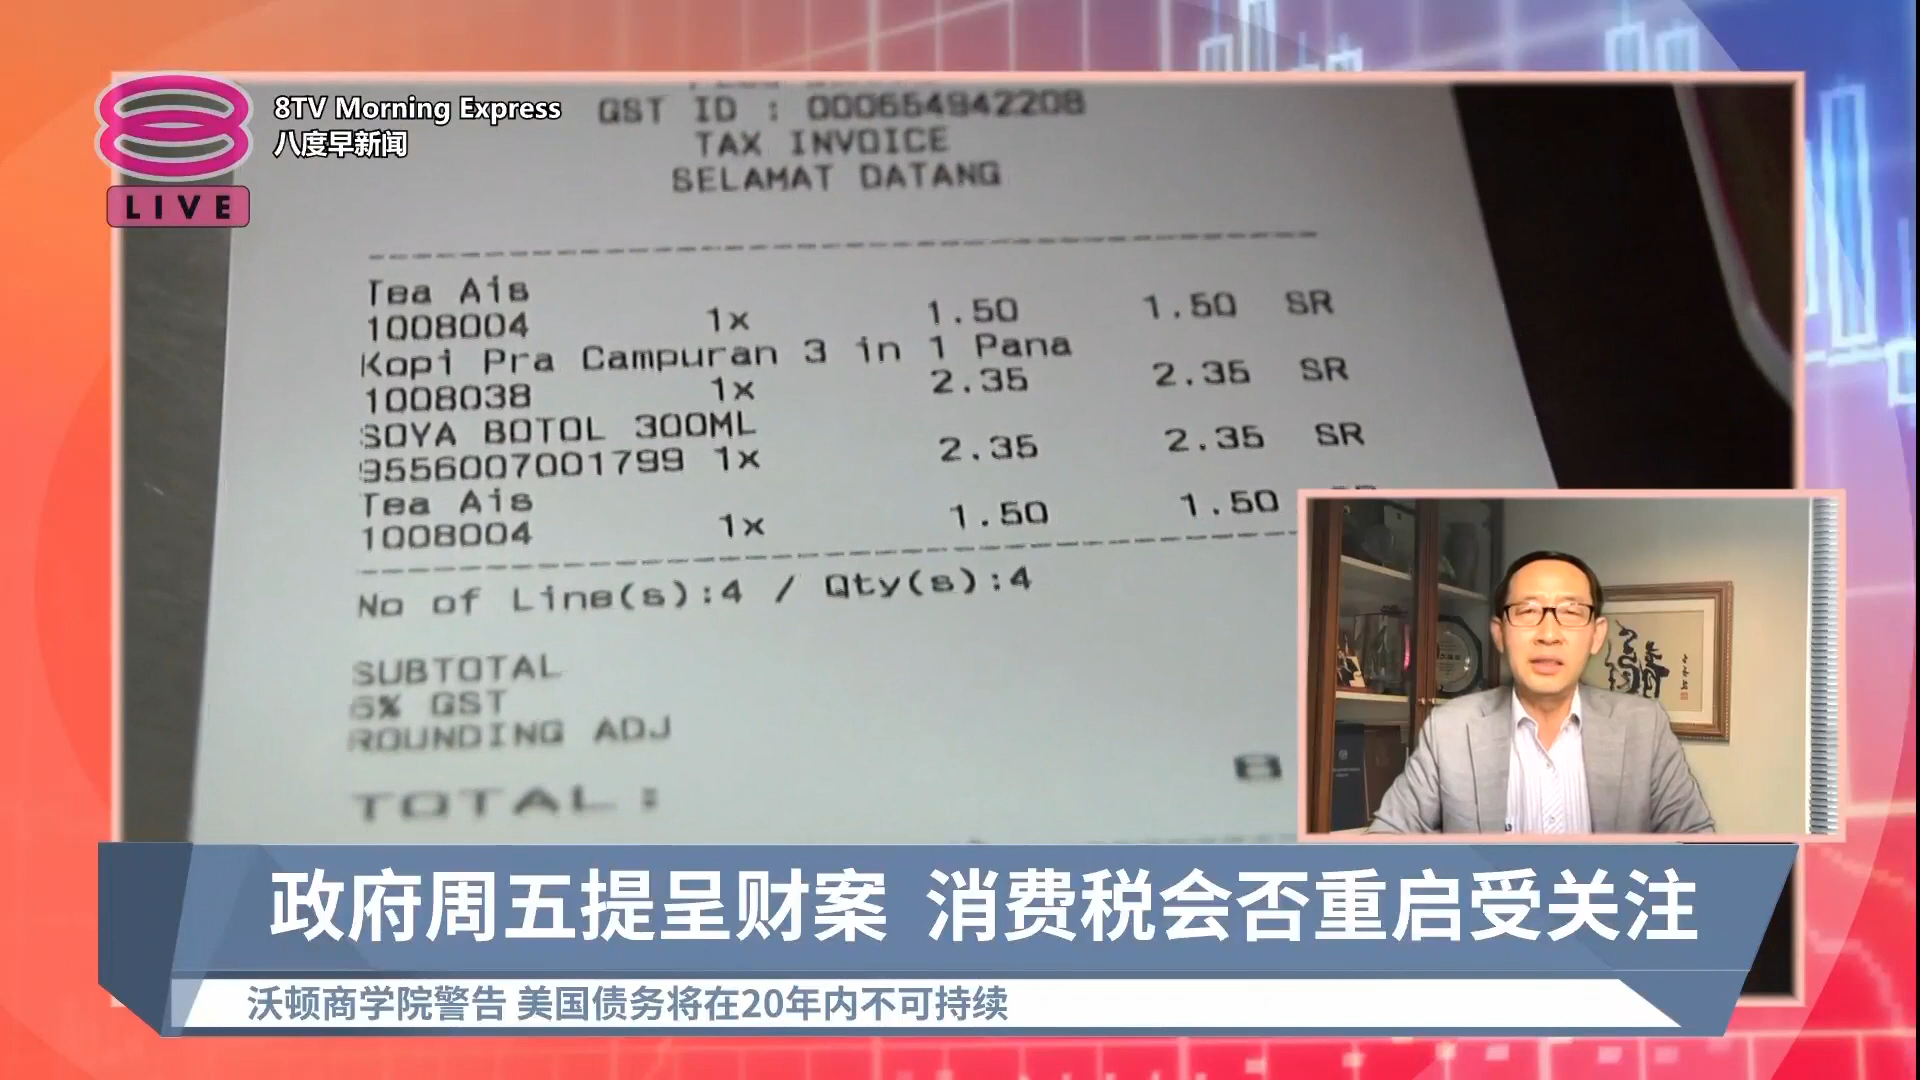 8TV Morning Express
八度早新闻
LIVE
GST ID : 000654942208
TAX INVOICE
SELAMAT DATANG
Tea Ais
1008004 1x 1.50 1.50 SR
Kopi Pra Campuran 3 in 1 Pana
1008038 1x 2.35 2.35 SR
SOYA BOTOL 300ML
9556007001799 1x 2.35 2.35 SR
Tea Ais
1008004 1x 1.50 1.50
No of Line(s):4 / Qty(s):4
SUBTOTAL
6% GST
ROUNDING ADJ
TOTAL:
8
政府周五提呈财案 消费税会否重启受关注
沃顿商学院警告 美国债务将在20年内不可持续